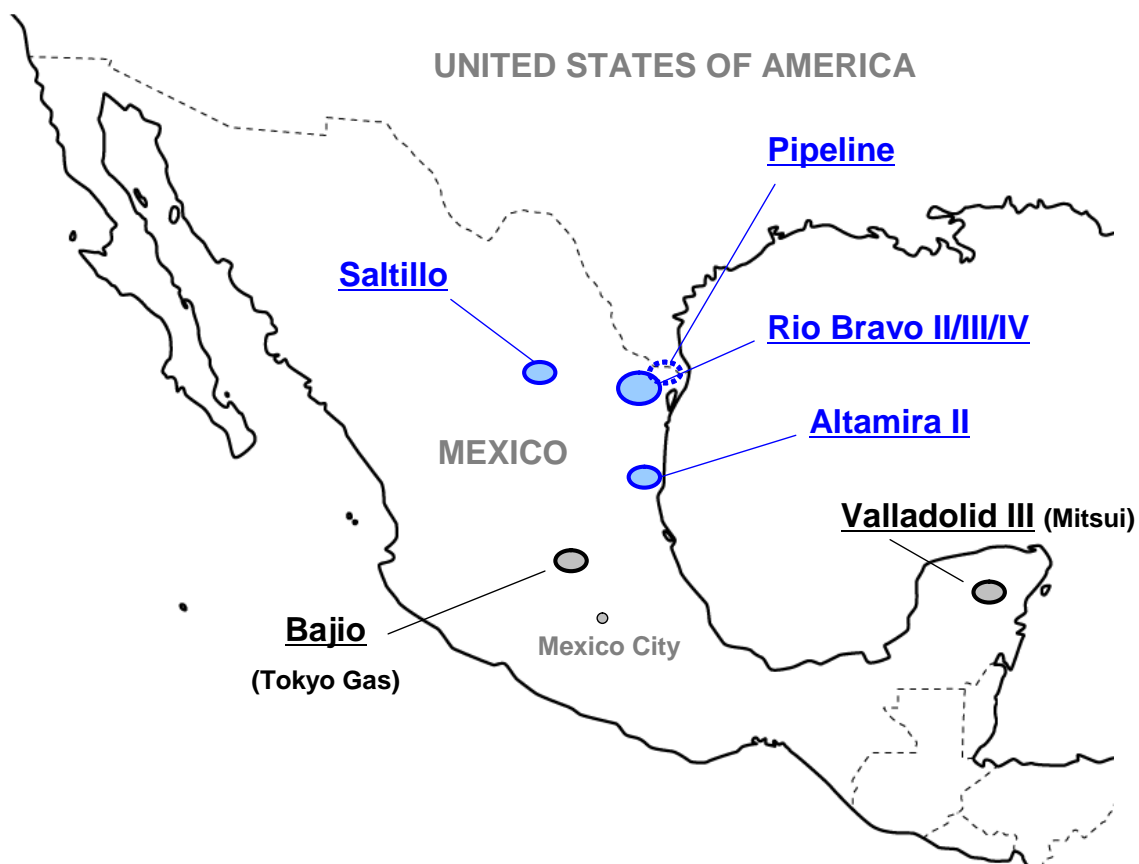 UNITED STATES OF AMERICA
Pipeline
Saltillo
Rio Bravo II/III/IV
Altamira II
MEXICO
Valladolid III (Mitsui)
Bajio
(Tokyo Gas)
Mexico City